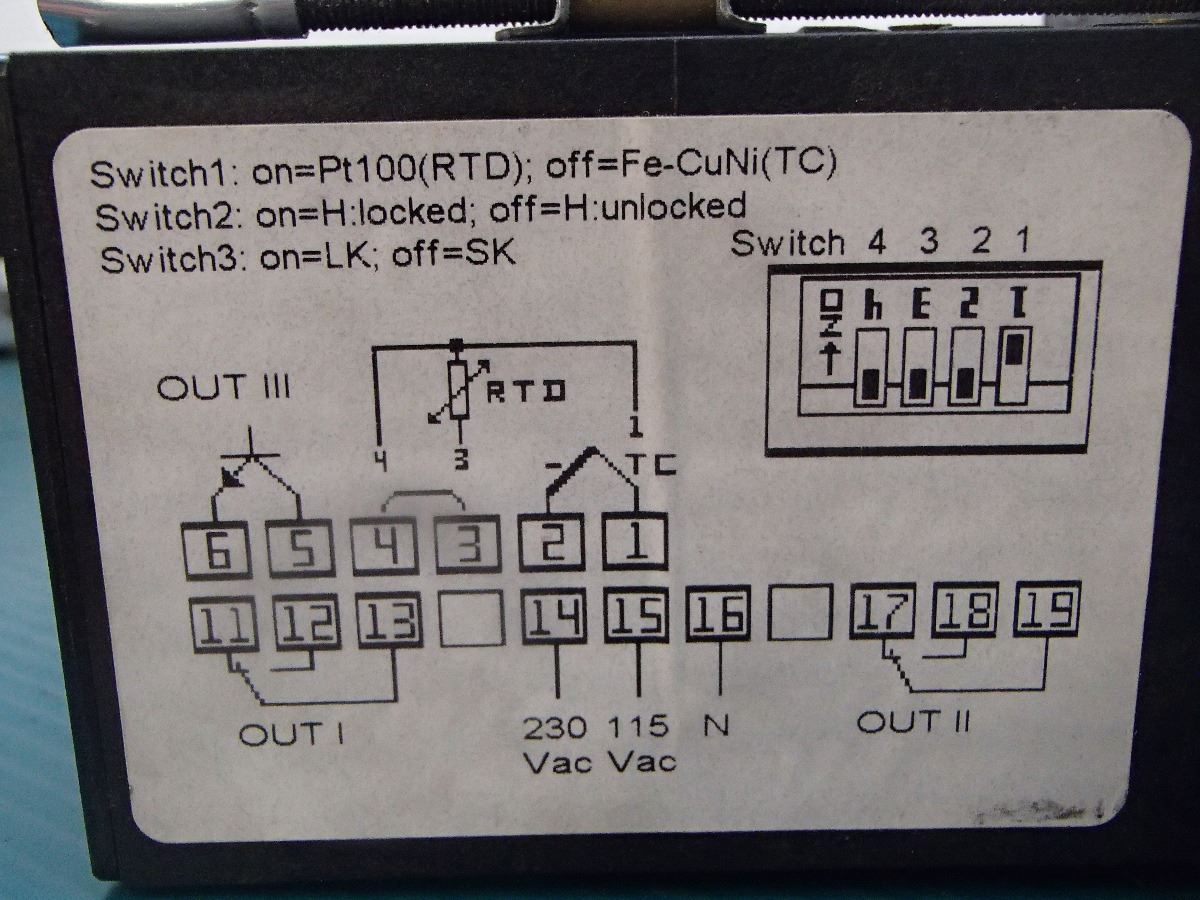 Switch1: on=Pt100(RTD); off=Fe-CuNi(TC)
Switch2: on=H:locked; off=H:unlocked
Switch3: on=LK; off=SK
Switch 4 3 2 1
ON 4 3 2 1
OUT III
RTD
4 3 1
- TC
6 5 4 3 2 1
11 12 13 14 15 16 17 18 19
OUT I
230 115 N
Vac Vac
OUT II